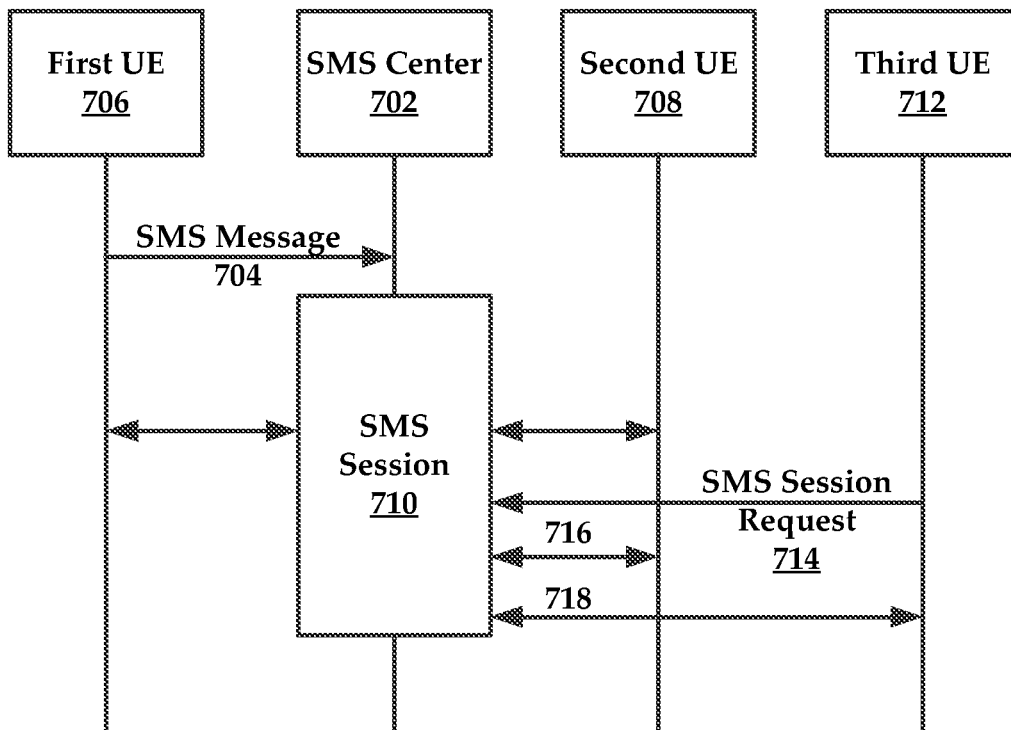 First UE
706
SMS Center
702
Second UE
708
Third UE
712
SMS Message
704
SMS
Session
710
SMS Session
Request
714
716
718